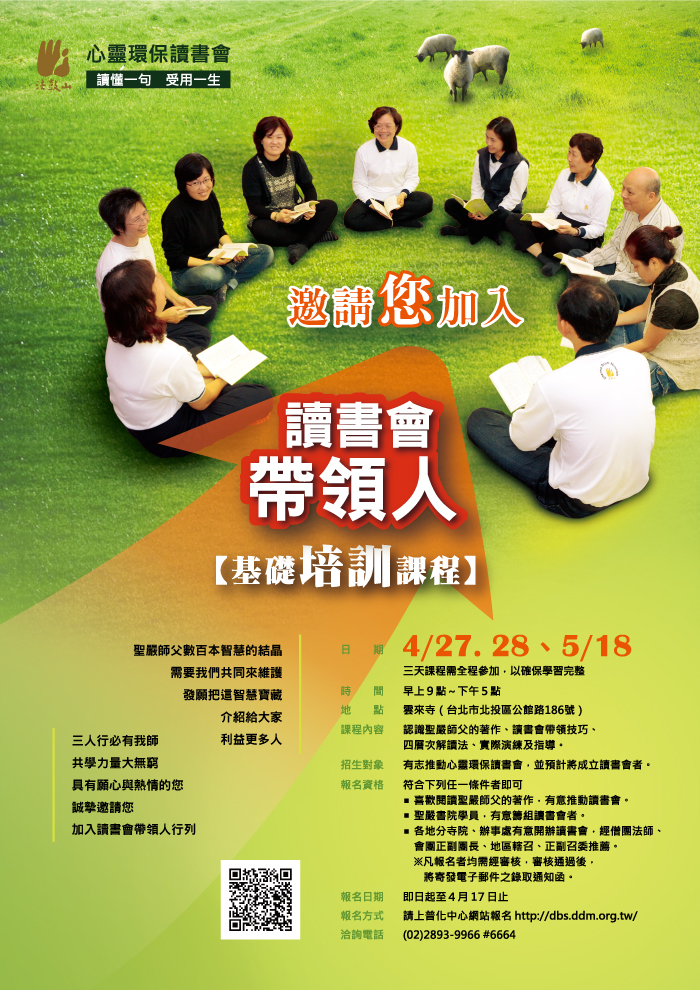 法鼓山
心靈環保讀書會
讀懂一句　受用一生
邀請您加入
讀書會
帶領人
【基礎培訓課程】
聖嚴師父數百本智慧的結晶
需要我們共同來維護
發願把這智慧寶藏
介紹給大家
利益更多人
三人行必有我師
共學力量大無窮
具有願心與熱情的您
誠摯邀請您
加入讀書會帶領人行列
日　期　4/27. 28、5/18
三天課程需全程參加，以確保學習完整
時　間　早上9點～下午5點
地　點　雲來寺（台北市北投區公館路186號）
課程內容　認識聖嚴師父的著作、讀書會帶領技巧、
四層次解讀法、實際演練及指導。
招生對象　有志推動心靈環保讀書會，並預計將成立讀書會者。
報名資格　符合下列任一條件者即可
▪ 喜歡閱讀聖嚴師父的著作，有意推動讀書會。
▪ 聖嚴書院學員，有意籌組讀書會者。
▪ 各地分寺院、辦事處有意開辦讀書會，經僧團法師、
會團正副團長、地區轄召、正副召委推薦。
※凡報名者均需經審核，審核通過後，
將寄發電子郵件之錄取通知函。
報名日期　即日起至4月17日止
報名方式　請上普化中心網站報名 http://dbs.ddm.org.tw/
洽詢電話　(02)2893-9966 #6664